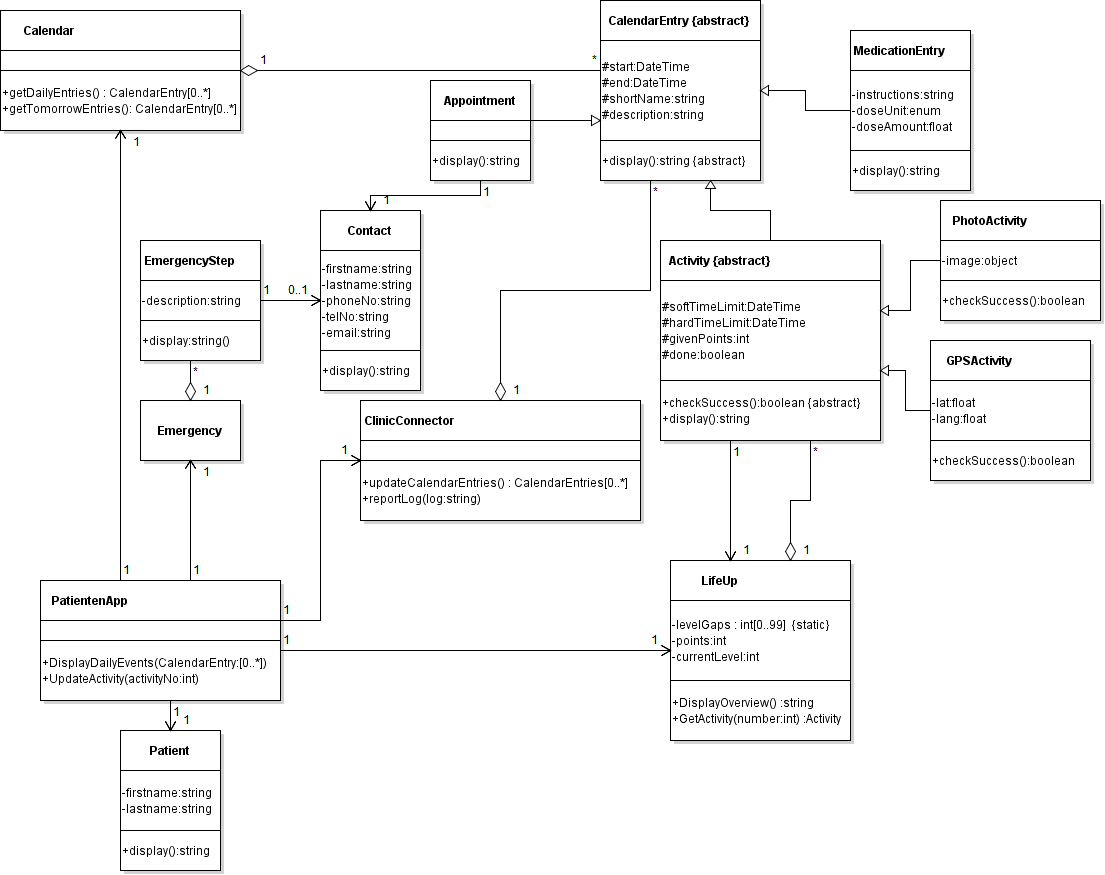 Calendar
+getDailyEntries() : CalendarEntry[0..*]
+getTomorrowEntries(): CalendarEntry[0..*]
1
*
1
CalendarEntry {abstract}
#start:DateTime
#end:DateTime
#shortName:string
#description:string
+display():string {abstract}
*
MedicationEntry
-instructions:string
-doseUnit:enum
-doseAmount:float
+display():string
Appointment
+display():string
1
1
Contact
-firstname:string
-lastname:string
-phoneNo:string
-telNo:string
-email:string
+display():string
EmergencyStep
-description:string
+display:string()
1
0..1
*
1
Emergency
1
PhotoActivity
-image:object
+checkSuccess():boolean
Activity {abstract}
#softTimeLimit:DateTime
#hardTimeLimit:DateTime
#givenPoints:int
#done:boolean
+checkSuccess():boolean {abstract}
+display():string
1
*
GPSActivity
-lat:float
-lang:float
+checkSuccess():boolean
1
ClinicConnector
+updateCalendarEntries() : CalendarEntries[0..*]
+reportLog(log:string)
1
1
1
LifeUp
-levelGaps : int[0..99] {static}
-points:int
-currentLevel:int
+DisplayOverview() :string
+GetActivity(number:int) :Activity
1
1
1
PatientenApp
+DisplayDailyEvents(CalendarEntry:[0..*])
+UpdateActivity(activityNo:int)
1
1
1
1
Patient
-firstname:string
-lastname:string
+display():string